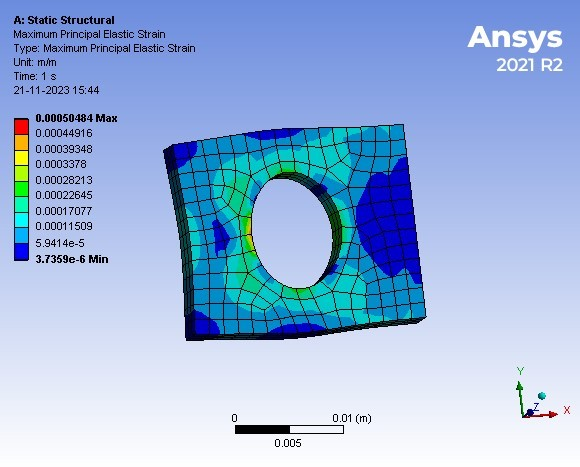 A: Static Structural
Maximum Principal Elastic Strain
Type: Maximum Principal Elastic Strain
Unit: m/m
Time: 1 s
21-11-2023 15:44
Ansys
2021 R2
0.00050484 Max
0.00044916
0.00039348
0.0003378
0.00028213
0.00022645
0.00017077
0.00011509
5.9414e-5
3.7359e-6 Min
Y
Z
X
0
0.01 (m)
0.005